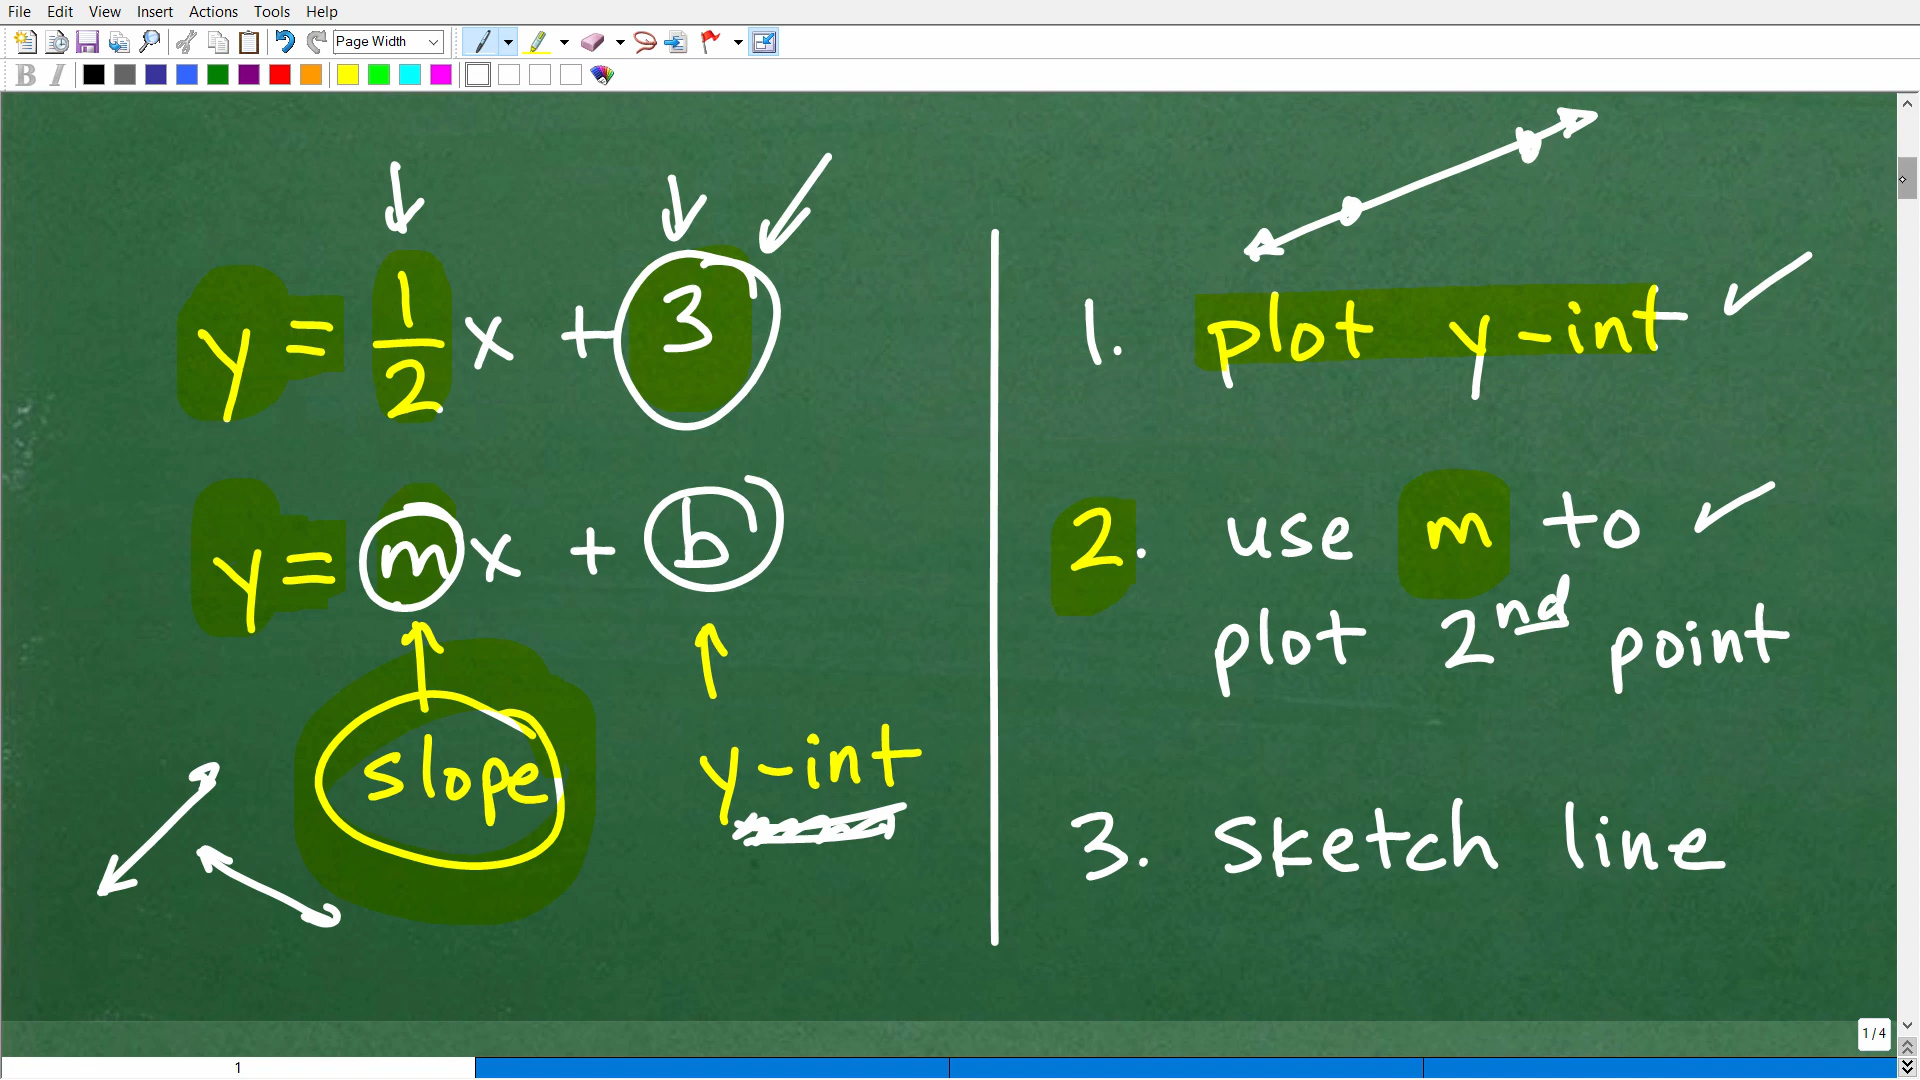 File Edit View Insert Actions Tools Help
Page Width
B I
y = 1/2 x + 3
y = mx + b
slope
y-int
1. plot y-int
2. use m to
plot 2nd point
3. Sketch line
1 / 4
1